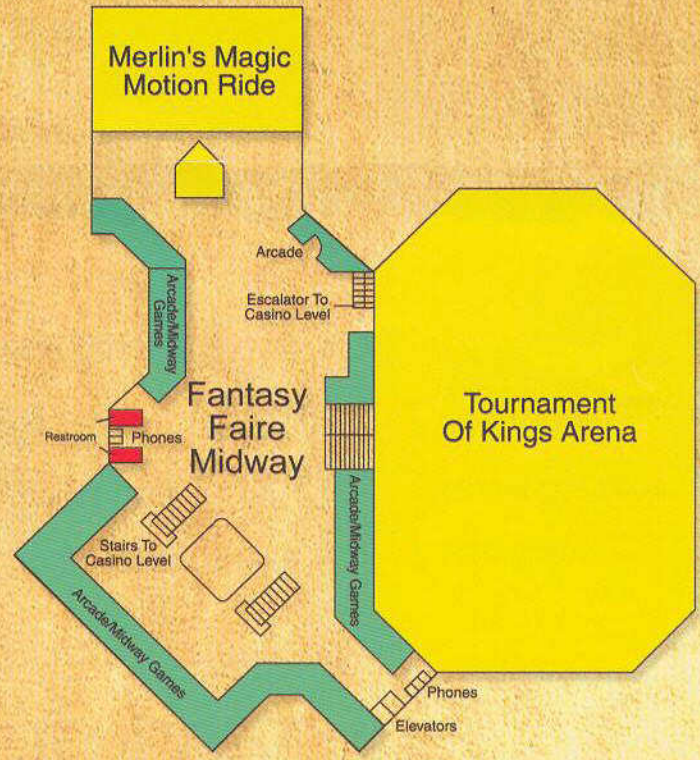 Merlin's Magic
Motion Ride
Arcade
Escalator To
Casino Level
Arcade/Midway
Games
Fantasy
Faire
Midway
Tournament
Of Kings Arena
Restroom
Phones
Arcade/Midway Games
Stairs To
Casino Level
Arcade/Midway Games
Phones
Elevators